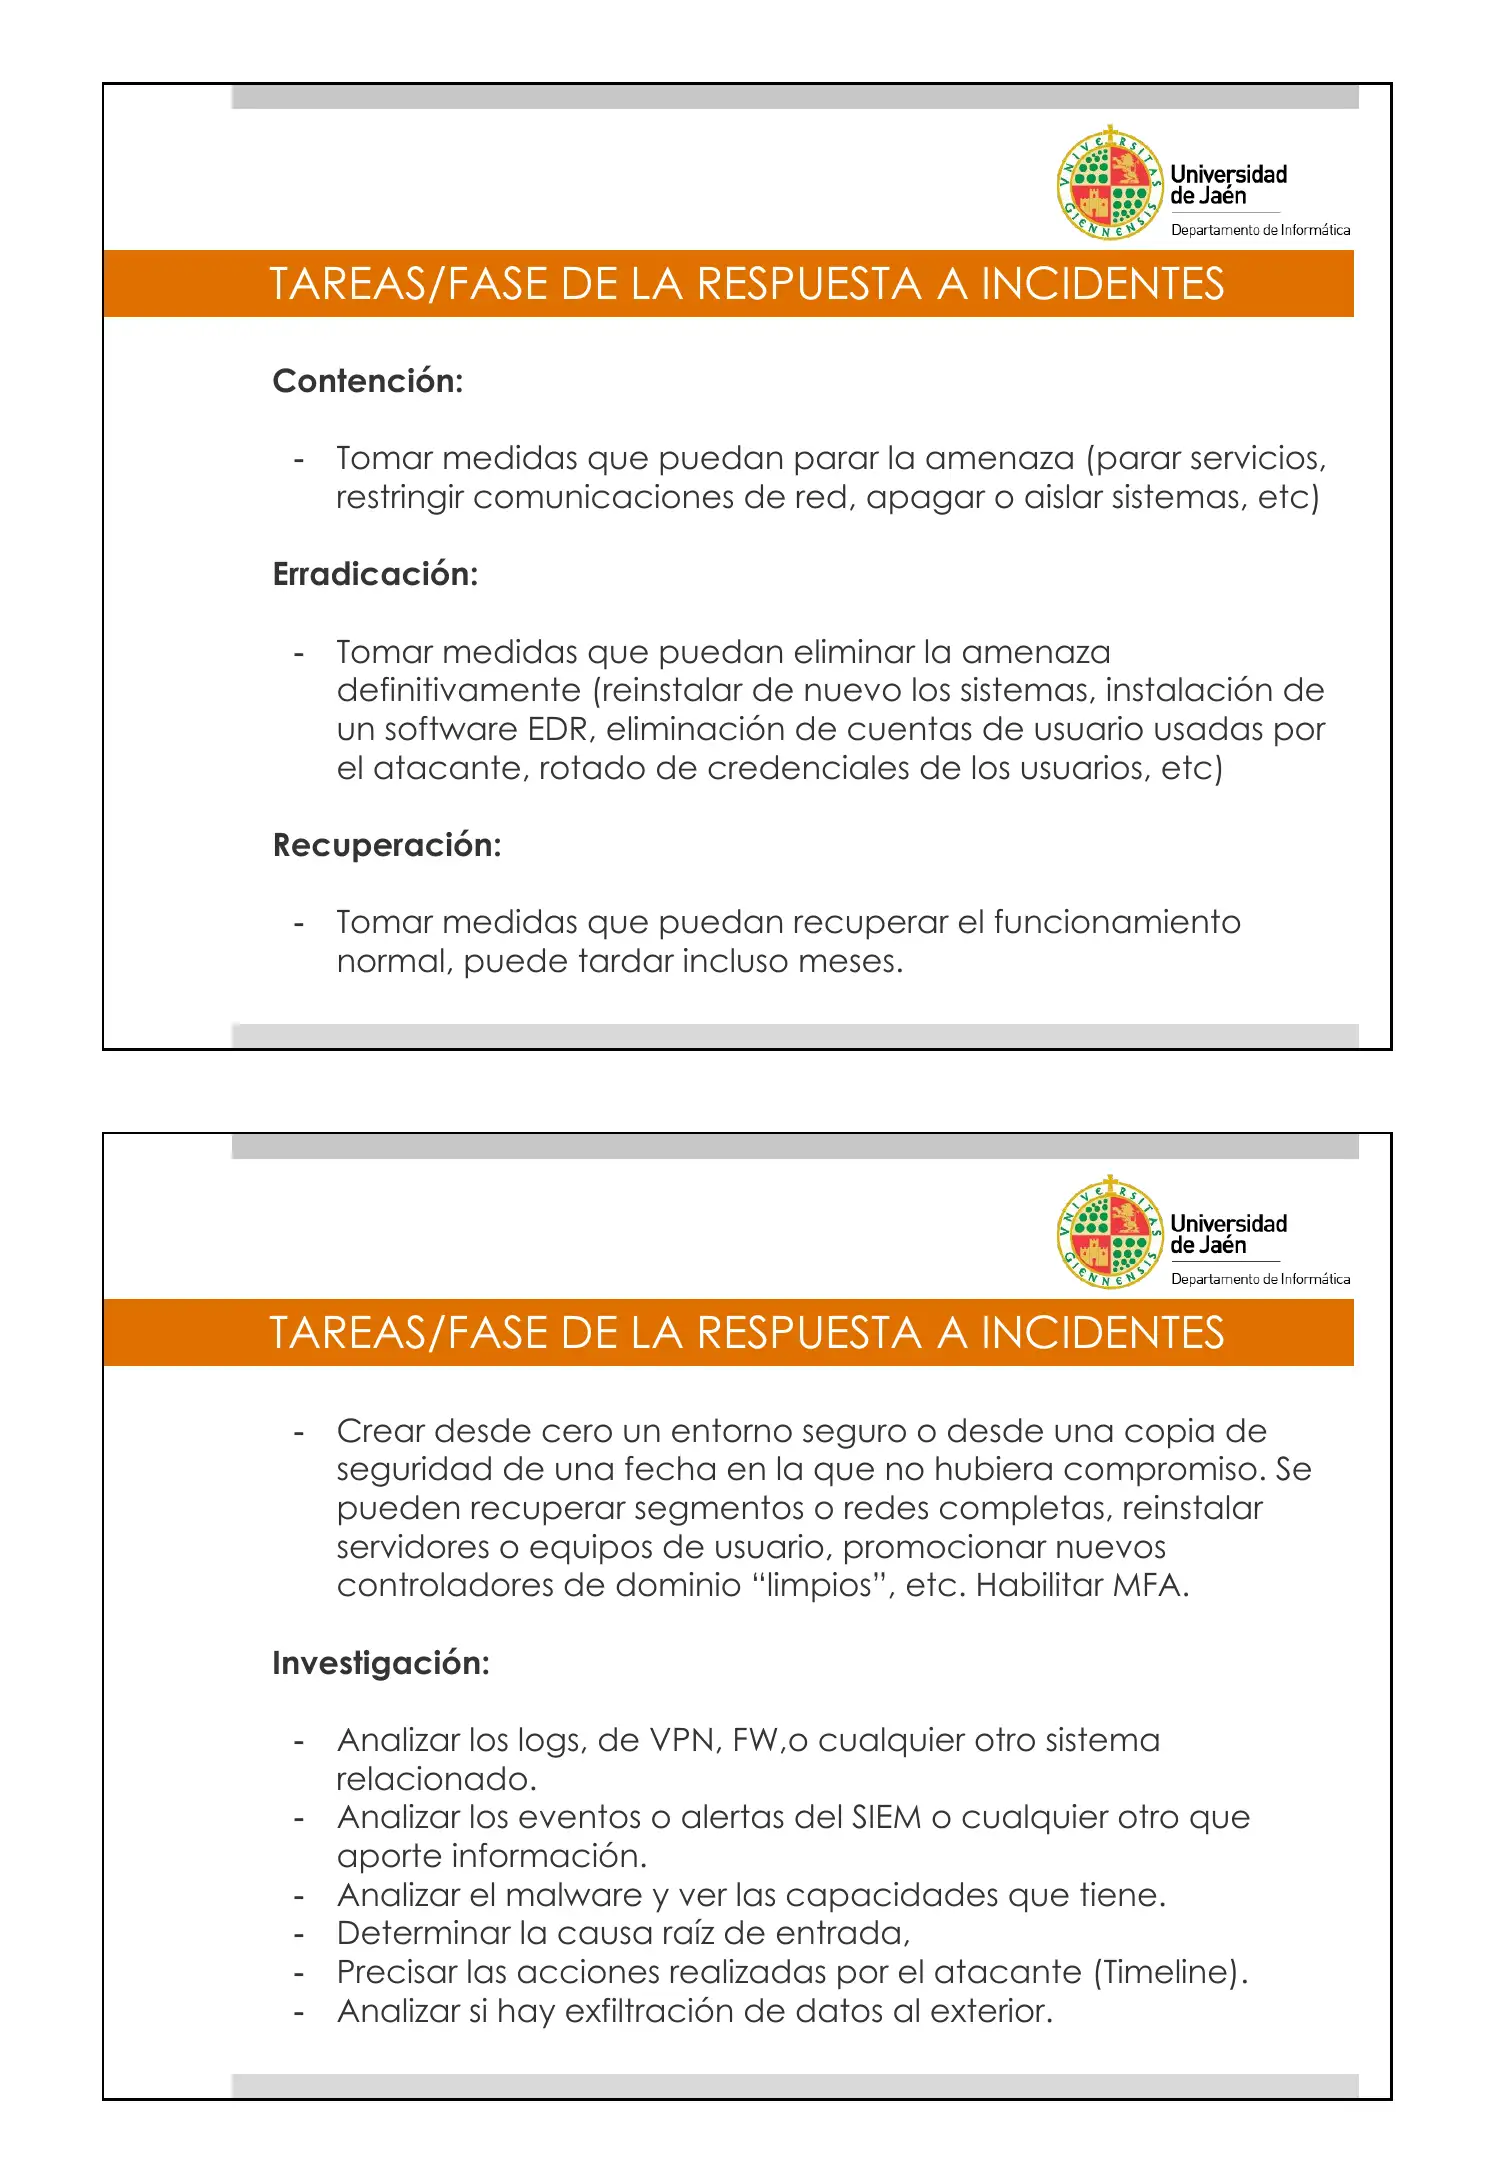 VNIVERSITAS GIENNENSIS
Universidad
de Jaén
Departamento de Informática
TAREAS/FASE DE LA RESPUESTA A INCIDENTES
Contención:
- Tomar medidas que puedan parar la amenaza (parar servicios,
restringir comunicaciones de red, apagar o aislar sistemas, etc)
Erradicación:
- Tomar medidas que puedan eliminar la amenaza
definitivamente (reinstalar de nuevo los sistemas, instalación de
un software EDR, eliminación de cuentas de usuario usadas por
el atacante, rotado de credenciales de los usuarios, etc)
Recuperación:
- Tomar medidas que puedan recuperar el funcionamiento
normal, puede tardar incluso meses.
VNIVERSITAS GIENNENSIS
Universidad
de Jaén
Departamento de Informática
TAREAS/FASE DE LA RESPUESTA A INCIDENTES
- Crear desde cero un entorno seguro o desde una copia de
seguridad de una fecha en la que no hubiera compromiso. Se
pueden recuperar segmentos o redes completas, reinstalar
servidores o equipos de usuario, promocionar nuevos
controladores de dominio “limpios”, etc. Habilitar MFA.
Investigación:
- Analizar los logs, de VPN, FW,o cualquier otro sistema
relacionado.
- Analizar los eventos o alertas del SIEM o cualquier otro que
aporte información.
- Analizar el malware y ver las capacidades que tiene.
- Determinar la causa raíz de entrada,
- Precisar las acciones realizadas por el atacante (Timeline).
- Analizar si hay exfiltración de datos al exterior.